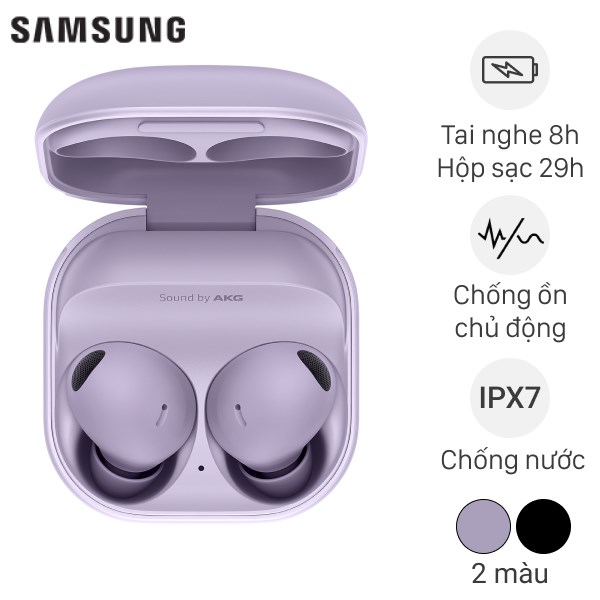 SAMSUNG
Tai nghe 8h
Hộp sạc 29h
Sound by AKG
Chống ồn
chủ động
IPX7
Chống nước
2 màu